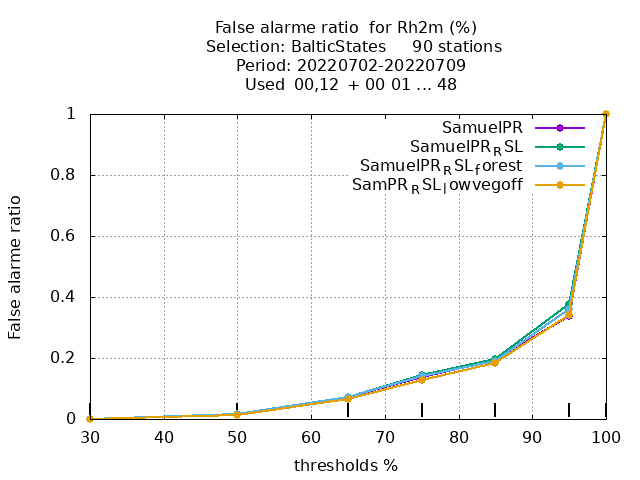 False alarme ratio  for Rh2m (%)
Selection: BalticStates     90 stations
Period: 20220702-20220709
Used  00,12  + 00 01 ... 48
SamuelPR
SamuelPR_RSL
SamuelPR_RSL_forest
SamPR_RSL_lowvegoff
False alarme ratio
1
0.8
0.6
0.4
0.2
0
30 40 50 60 70 80 90 100
thresholds %